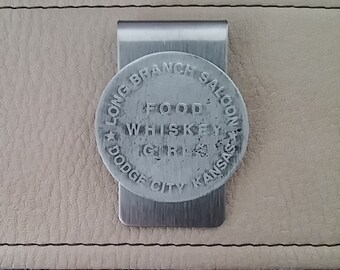 LONG BRANCH SALOON
FOOD
WHISKEY
GIRLS
★ DODGE CITY KANSAS ★